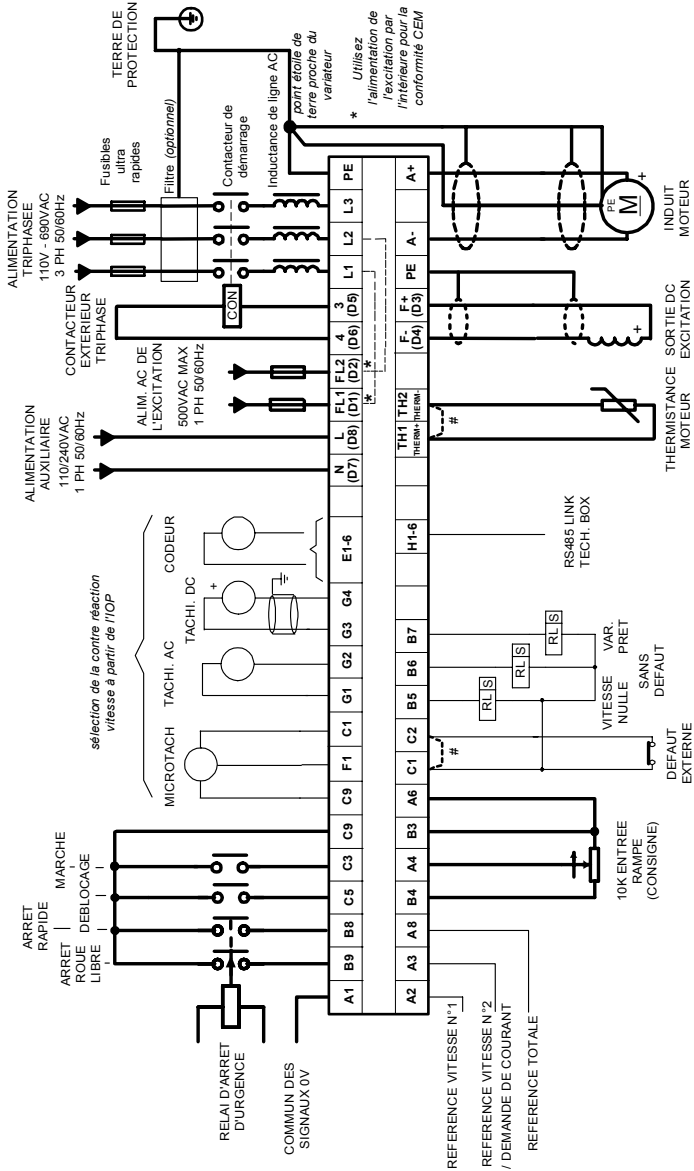 RELAI D'ARRET
D'URGENCE
COMMUN DES
SIGNAUX 0V
ARRET
ROUE
LIBRE
ARRET
RAPIDE
DEBLOCAGE
MARCHE
sélection de la contre réaction
vitesse à partir de l'IOP
MICROTACH
TACHI. AC
TACHI. DC
+
CODEUR
ALIMENTATION
AUXILIAIRE
110/240VAC
1 PH 50/60Hz
ALIM. AC DE
L'EXCITATION
500VAC MAX
1 PH 50/60Hz
CONTACTEUR
EXTERIEUR
TRIPHASE
CON
ALIMENTATION
TRIPHASEE
110V - 690VAC
3 PH 50/60Hz
Fusibles
ultra
rapides
Filtre (optionnel)
Contacteur de
démarrage
Inductance de ligne AC
TERRE DE
PROTECTION
point étoile de
terre proche du
variateur
* Utilisez
l'alimentation de
l'excitation par
l'intérieure pour la
conformité CEM
A1
B9
B8
C5
C3
C9
C9
F1
C1
G1
G2
G3
G4
E1-6
N
(D7)
L
(D8)
FL1
(D1)
*
FL2
(D2)
*
4
(D6)
3
(D5)
L1
L2
L3
PE
A2
A3
A8
B4
A4
B3
A6
C1
C2
B5
B6
B7
H1-6
TH1
THERM+
TH2
THERM-
F-
(D4)
F+
(D3)
PE
A-
A+
REFERENCE VITESSE N°1
REFERENCE VITESSE N°2
/ DEMANDE DE COURANT
REFERENCE TOTALE
10K ENTREE
RAMPE
(CONSIGNE)
#
DEFAUT
EXTERNE
RL S
RL S
RL S
VITESSE
NULLE
SANS
DEFAUT
VAR.
PRET
RS485 LINK
TECH. BOX
#
THERMISTANCE
MOTEUR
+
SORTIE DC
EXCITATION
PE
M
+
INDUIT
MOTEUR